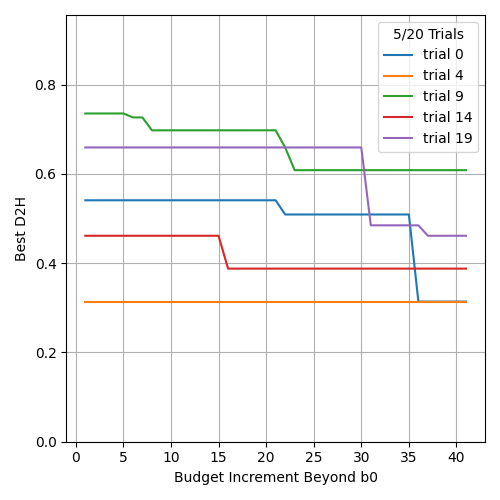 5/20 Trials
trial 0
trial 4
trial 9
trial 14
trial 19
Best D2H
0.8
0.6
0.4
0.2
0.0
0 5 10 15 20 25 30 35 40
Budget Increment Beyond b0